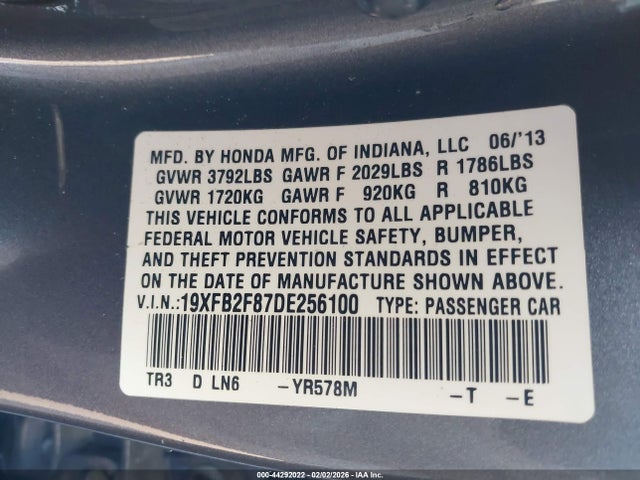 MFD. BY HONDA MFG. OF INDIANA, LLC 06/'13
GVWR 3792LBS GAWR F 2029LBS R 1786LBS
GVWR 1720KG GAWR F 920KG R 810KG
THIS VEHICLE CONFORMS TO ALL APPLICABLE
FEDERAL MOTOR VEHICLE SAFETY, BUMPER,
AND THEFT PREVENTION STANDARDS IN EFFECT
ON THE DATE OF MANUFACTURE SHOWN ABOVE.
V.I.N.:19XFB2F87DE256100 TYPE: PASSENGER CAR
TR3 D LN6 -YR578M -T -E
000-44292022 - 02/02/2026 - IAA Inc.